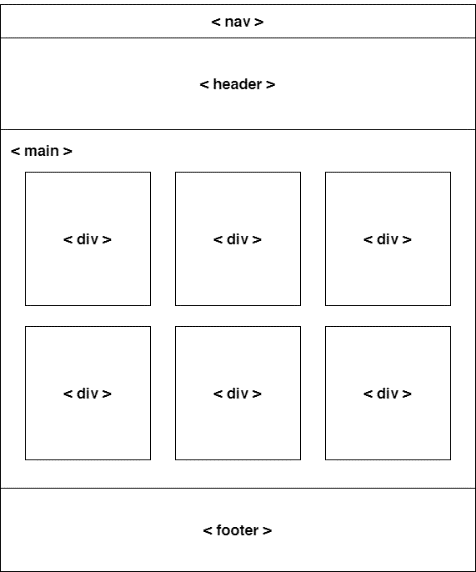 < nav >
< header >
< main >
< div > < div > < div >
< div > < div > < div >
< footer >